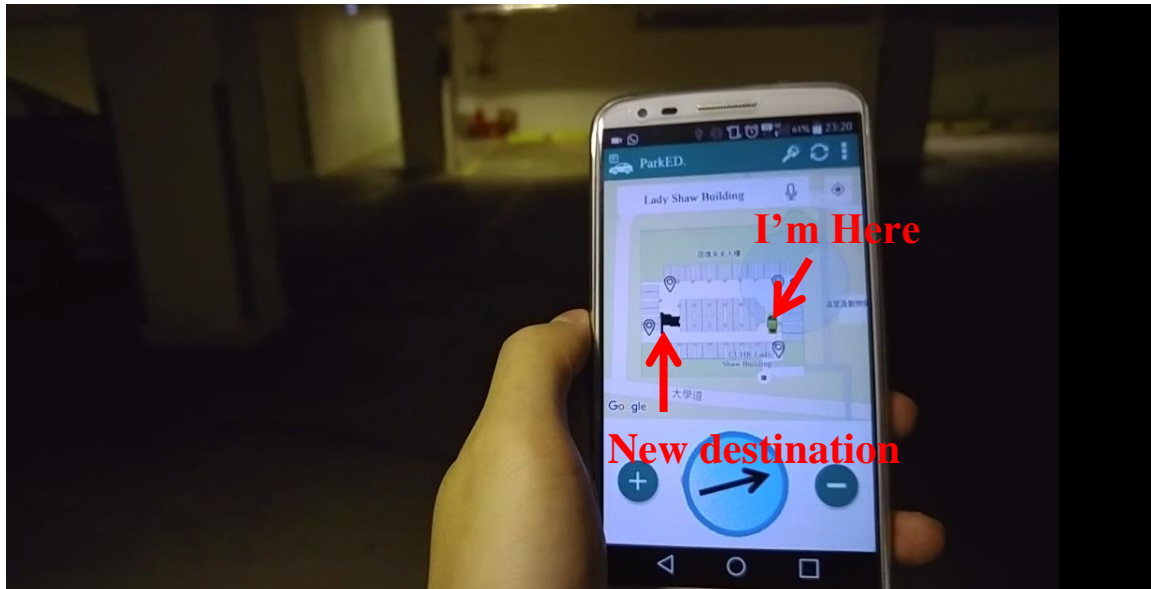 61% 23:20
ParkED.
Lady Shaw Building
I’m Here
CUHK Lady
Shaw Building
大學道
Google
New destination